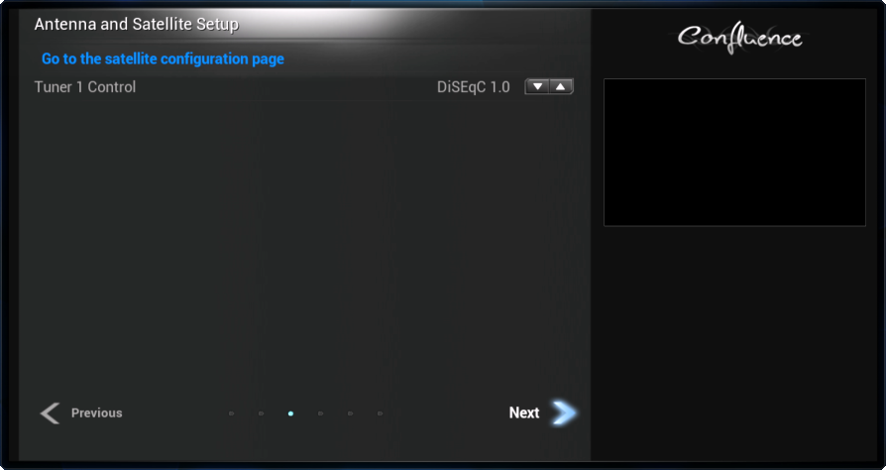 Antenna and Satellite Setup
Confluence
Go to the satellite configuration page
Tuner 1 Control DiSEqC 1.0
Previous Next